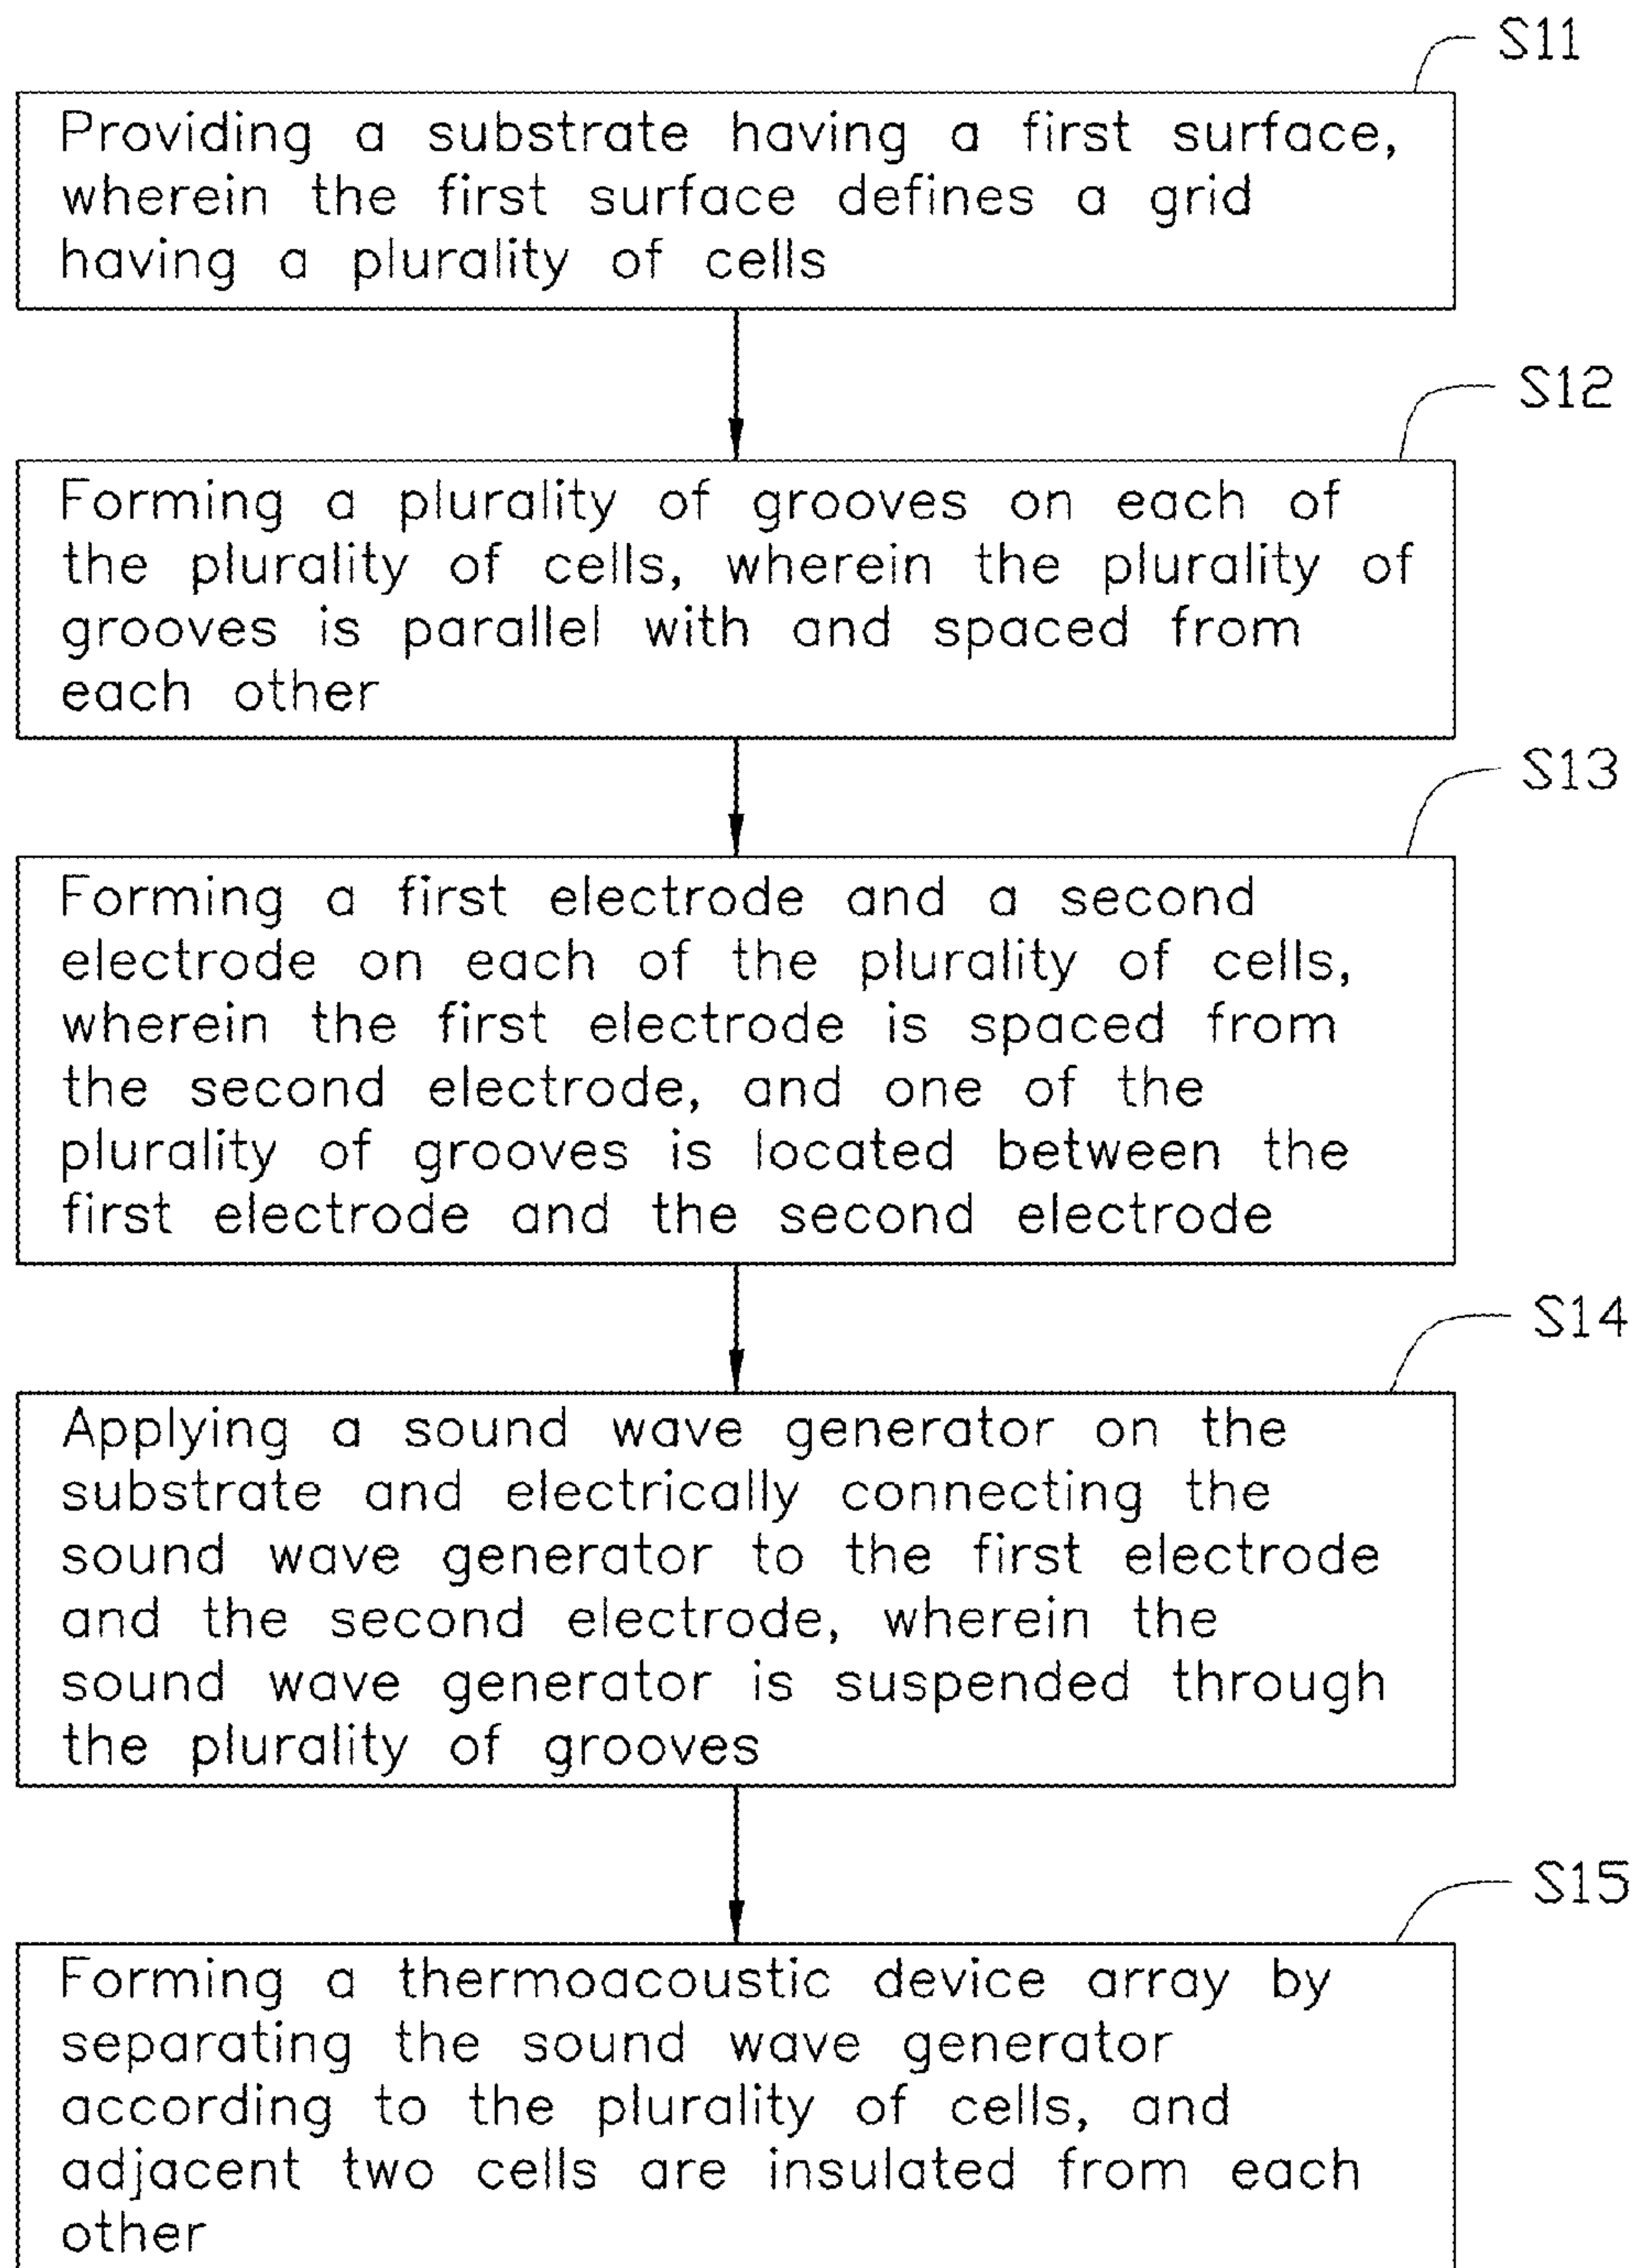 S11
Providing a substrate having a first surface,
wherein the first surface defines a grid
having a plurality of cells
S12
Forming a plurality of grooves on each of
the plurality of cells, wherein the plurality of
grooves is parallel with and spaced from
each other
S13
Forming a first electrode and a second
electrode on each of the plurality of cells,
wherein the first electrode is spaced from
the second electrode, and one of the
plurality of grooves is located between the
first electrode and the second electrode
S14
Applying a sound wave generator on the
substrate and electrically connecting the
sound wave generator to the first electrode
and the second electrode, wherein the
sound wave generator is suspended through
the plurality of grooves
S15
Forming a thermoacoustic device array by
separating the sound wave generator
according to the plurality of cells, and
adjacent two cells are insulated from each
other